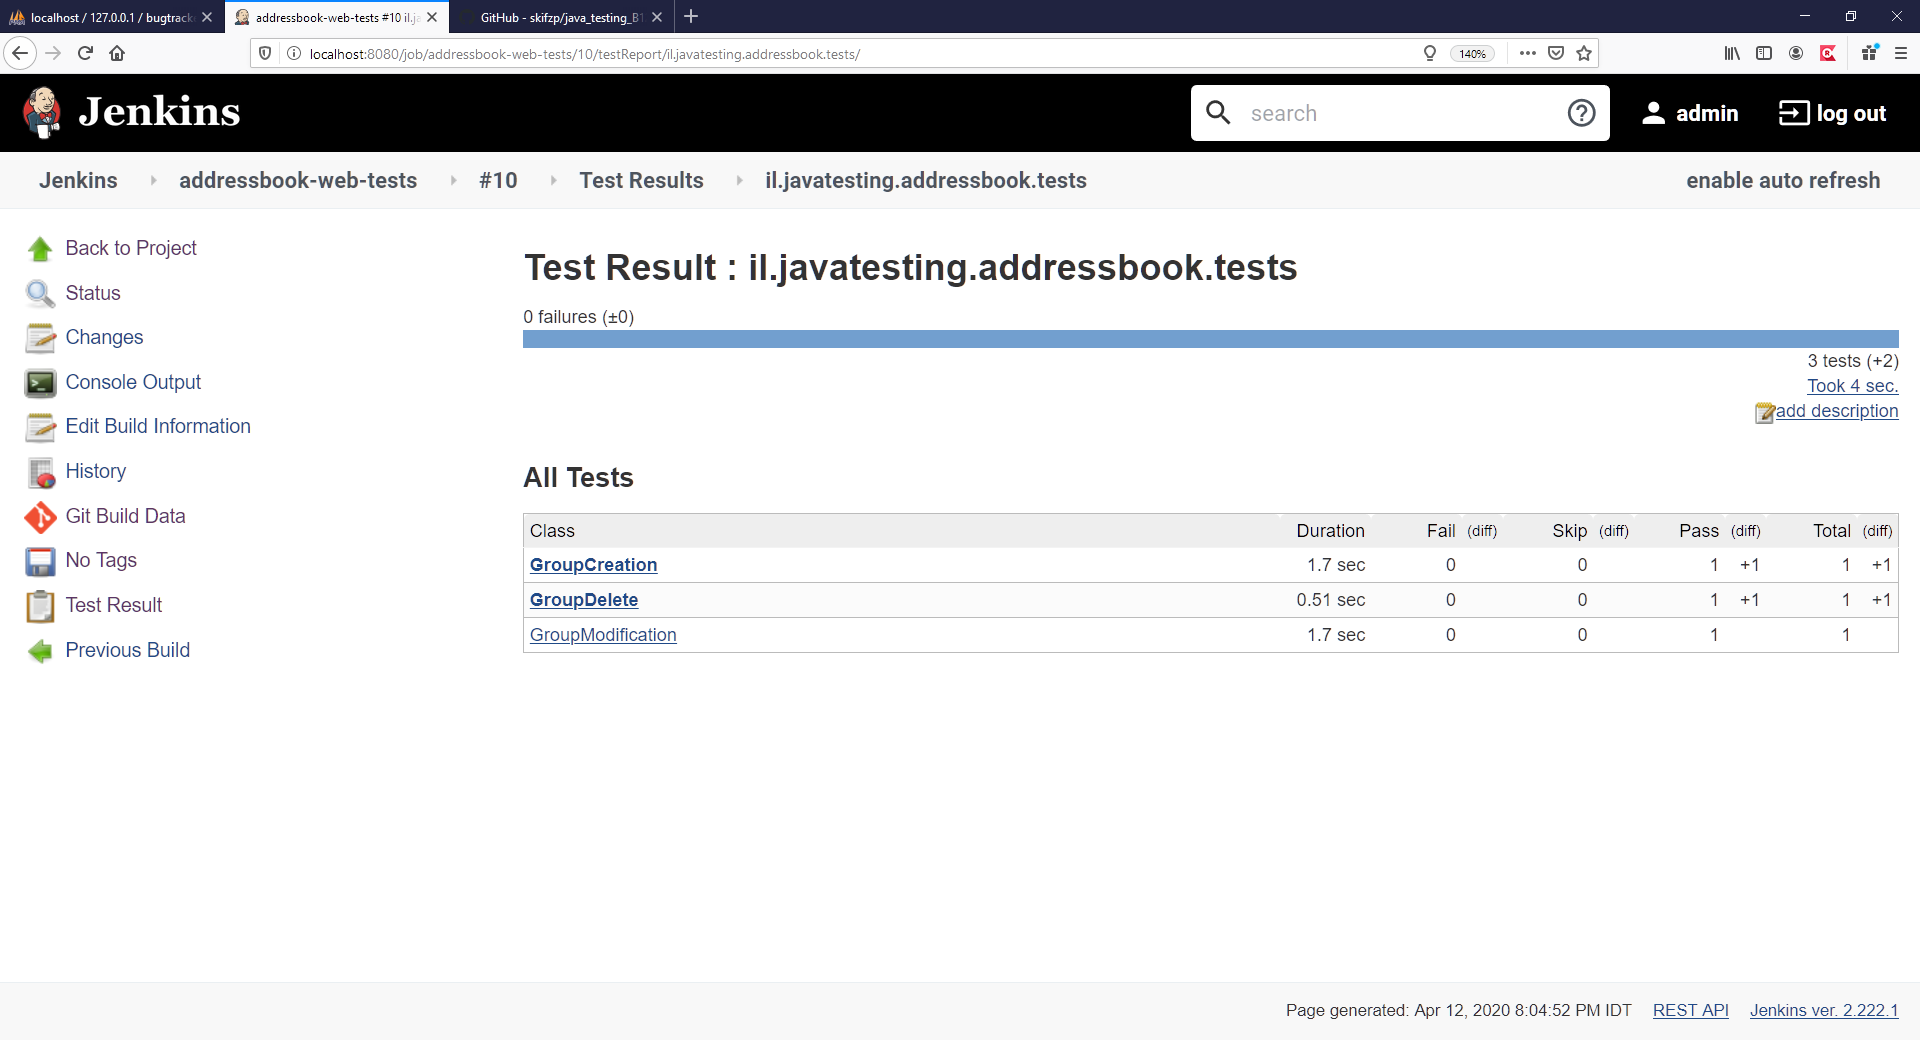 localhost / 127.0.0.1 / bugtrack
addressbook-web-tests #10 il.ja
GitHub - skifzp/java_testing_B1
localhost:8080/job/addressbook-web-tests/10/testReport/il.javatesting.addressbook.tests/
140%
Jenkins
search
admin
log out
Jenkins addressbook-web-tests #10 Test Results il.javatesting.addressbook.tests enable auto refresh
Back to Project
Status
Changes
Console Output
Edit Build Information
History
Git Build Data
No Tags
Test Result
Previous Build
Test Result : il.javatesting.addressbook.tests
0 failures (±0)
3 tests (+2)
Took 4 sec.
add description
All Tests
Class Duration Fail (diff) Skip (diff) Pass (diff) Total (diff)
GroupCreation 1.7 sec 0 0 1 +1 1 +1
GroupDelete 0.51 sec 0 0 1 +1 1 +1
GroupModification 1.7 sec 0 0 1 1
Page generated: Apr 12, 2020 8:04:52 PM IDT REST API Jenkins ver. 2.222.1